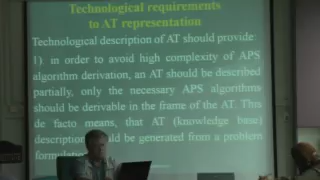 Technological requirements
to AT representation
Technological description of AT should provide:
1). in order to avoid high complexity of APS
algorithm derivation, an AT should be described
partially, only the necessary APS algorithms
should be derivable in the frame of the AT. This
de facto means, that AT (knowledge base)
description should be generated from a problem
formulation